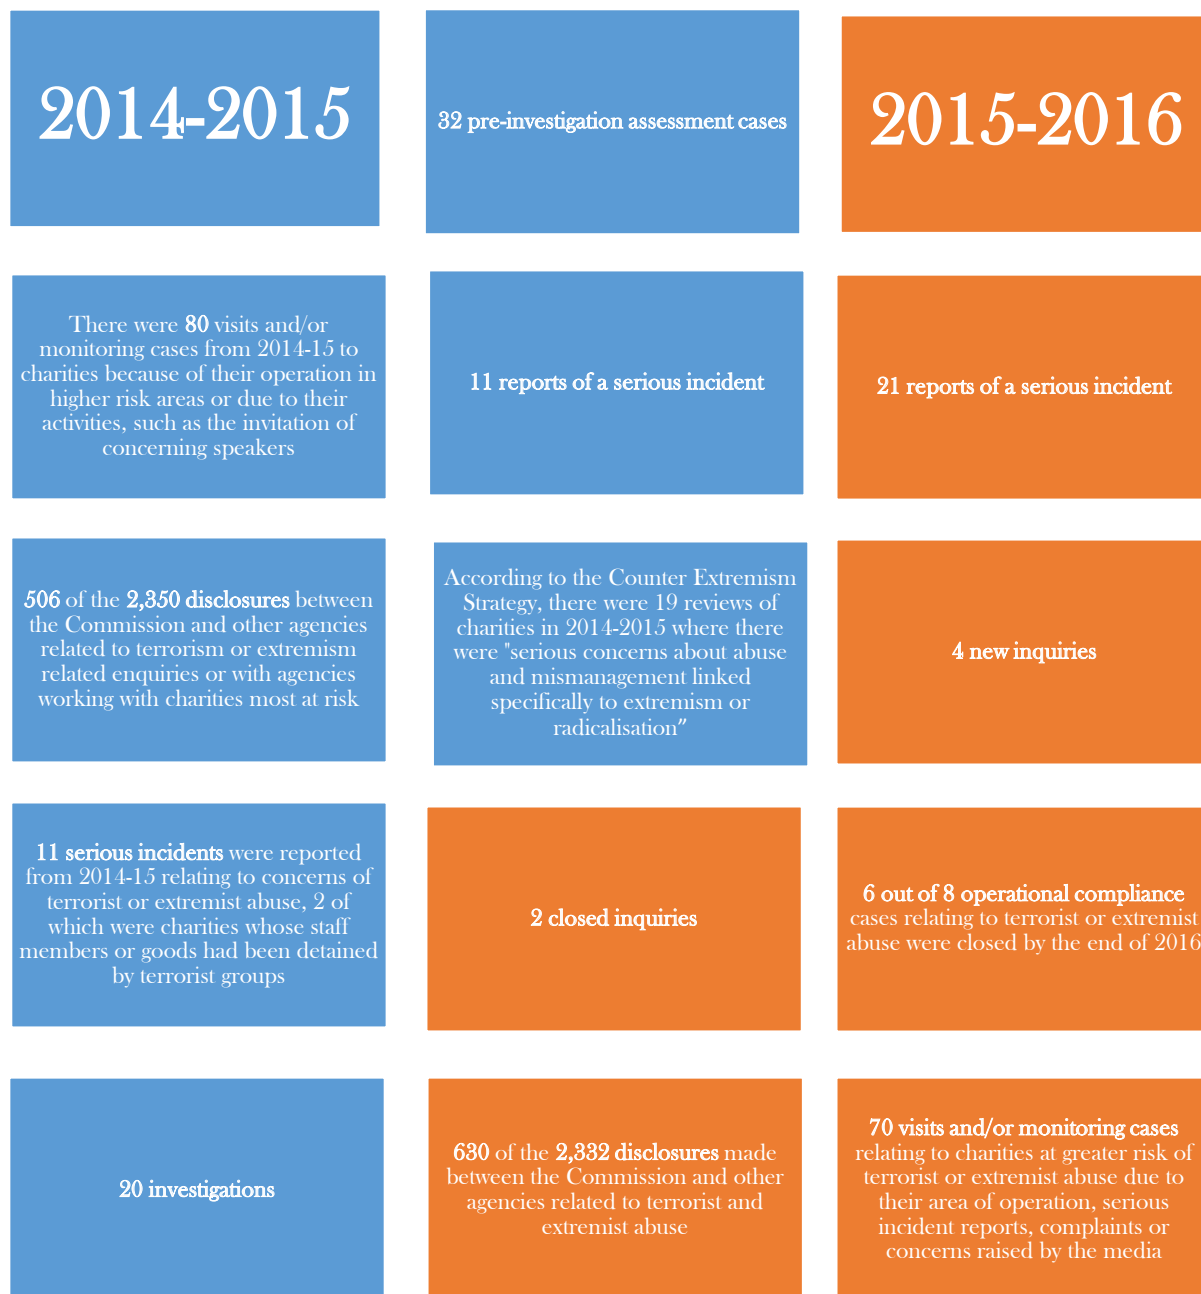 2014-2015
32 pre-investigation assessment cases
2015-2016
There were 80 visits and/or
monitoring cases from 2014-15 to
charities because of their operation in
higher risk areas or due to their
activities, such as the invitation of
concerning speakers
11 reports of a serious incident
21 reports of a serious incident
506 of the 2,350 disclosures between
the Commission and other agencies
related to terrorism or extremism
related enquiries or with agencies
working with charities most at risk
According to the Counter Extremism
Strategy, there were 19 reviews of
charities in 2014-2015 where there
were "serious concerns about abuse
and mismanagement linked
specifically to extremism or
radicalisation”
4 new inquiries
11 serious incidents were reported
from 2014-15 relating to concerns of
terrorist or extremist abuse, 2 of
which were charities whose staff
members or goods had been detained
by terrorist groups
2 closed inquiries
6 out of 8 operational compliance
cases relating to terrorist or extremist
abuse were closed by the end of 2016
20 investigations
630 of the 2,332 disclosures made
between the Commission and other
agencies related to terrorist and
extremist abuse
70 visits and/or monitoring cases
relating to charities at greater risk of
terrorist or extremist abuse due to
their area of operation, serious
incident reports, complaints or
concerns raised by the media